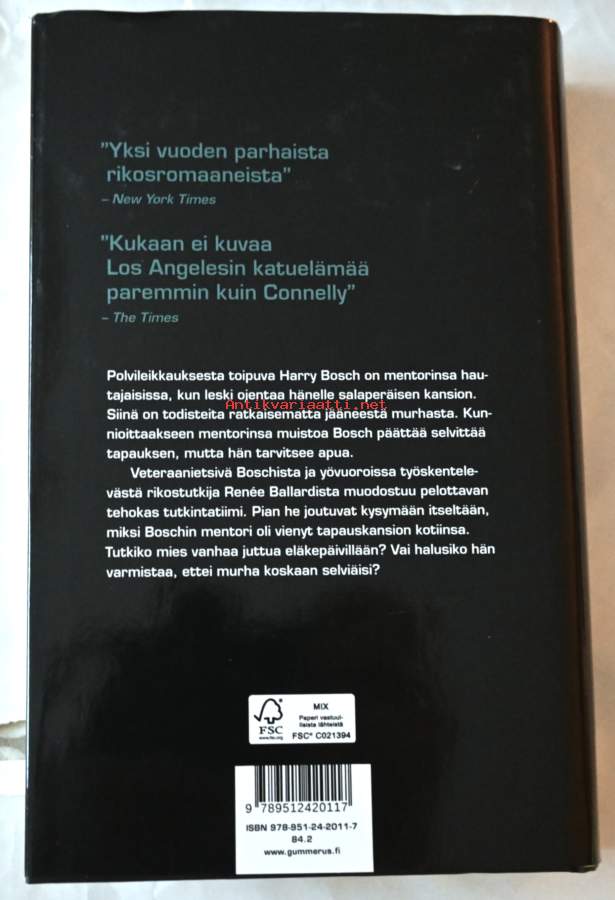 ”Yksi vuoden parhaista
rikosromaaneista”
– New York Times
”Kukaan ei kuvaa
Los Angelesin katuelämää
paremmin kuin Connelly”
– The Times
Polvileikkauksesta toipuva Harry Bosch on mentorinsa hau-
tajaisissa, kun leski ojentaa hänelle salaperäisen kansion.
Antikvariaatti.net
Siinä on todisteita ratkaisematta jääneestä murhasta. Kun-
nioittaakseen mentorinsa muistoa Bosch päättää selvittää
tapauksen, mutta hän tarvitsee apua.
Veteraanietsivä Boschista ja yövuoroissa työskentele-
västä rikostutkija Renée Ballardista muodostuu pelottavan
tehokas tutkintatiimi. Pian he joutuvat kysymään itseltään,
miksi Boschin mentori oli vienyt tapauskansion kotiinsa.
Tutkiko mies vanhaa juttua eläkepäivillään? Vai halusiko hän
varmistaa, ettei murha koskaan selviäisi?
FSC
www.fsc.org
MIX
Paperi vastuul-
lisista lähteistä
FSC® C021394
9 789512 420117
ISBN 978-951-24-2011-7
84.2
www.gummerus.fi